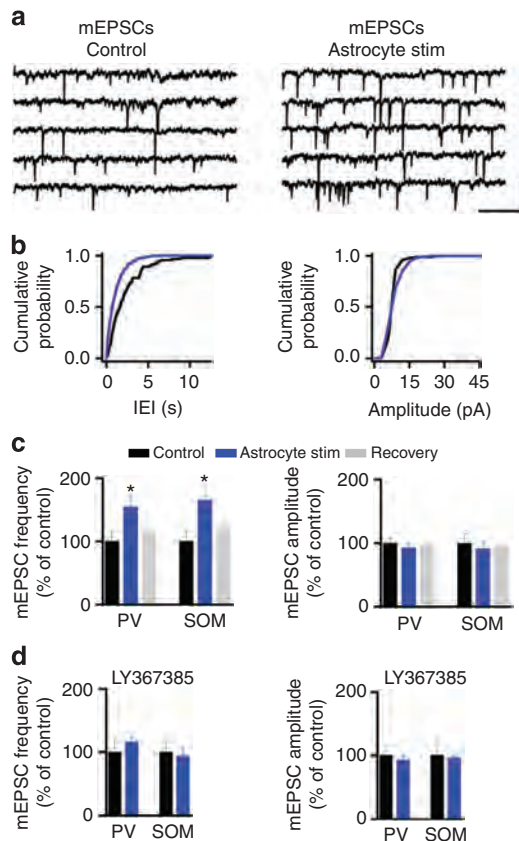 a
mEPSCs
Control
mEPSCs
Astrocyte stim
b
Cumulative
probability
1.0
0.5
0.0
0 5 10
IEI (s)
Cumulative
probability
1.0
0.5
0.0
0 15 30 45
Amplitude (pA)
c
Control Astrocyte stim Recovery
mEPSC frequency
(% of control)
200
100
0
* *
PV SOM
mEPSC amplitude
(% of control)
200
100
0
PV SOM
d
LY367385
mEPSC frequency
(% of control)
200
100
0
PV SOM
LY367385
mEPSC amplitude
(% of control)
200
100
0
PV SOM